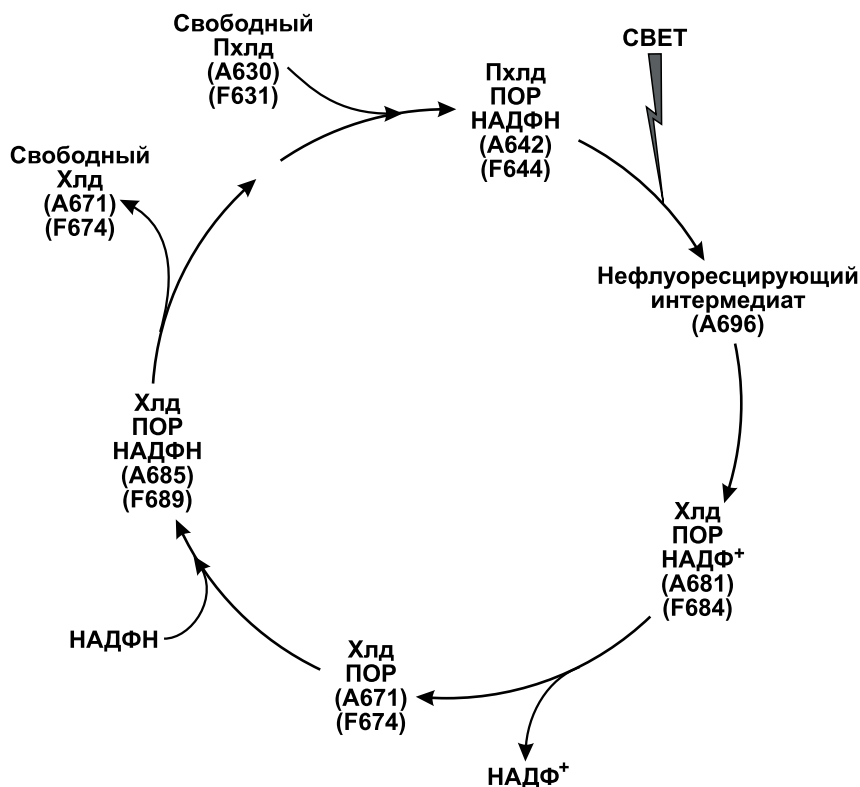 Свободный
Пхлд
(A630)
(F631)
СВЕТ
Пхлд
ПОР
НАДФН
(A642)
(F644)
Нефлуоресцирующий
интермедиат
(A696)
Хлд
ПОР
НАДФ⁺
(A681)
(F684)
НАДФ⁺
Хлд
ПОР
(A671)
(F674)
НАДФН
Хлд
ПОР
НАДФН
(A685)
(F689)
Свободный
Хлд
(A671)
(F674)